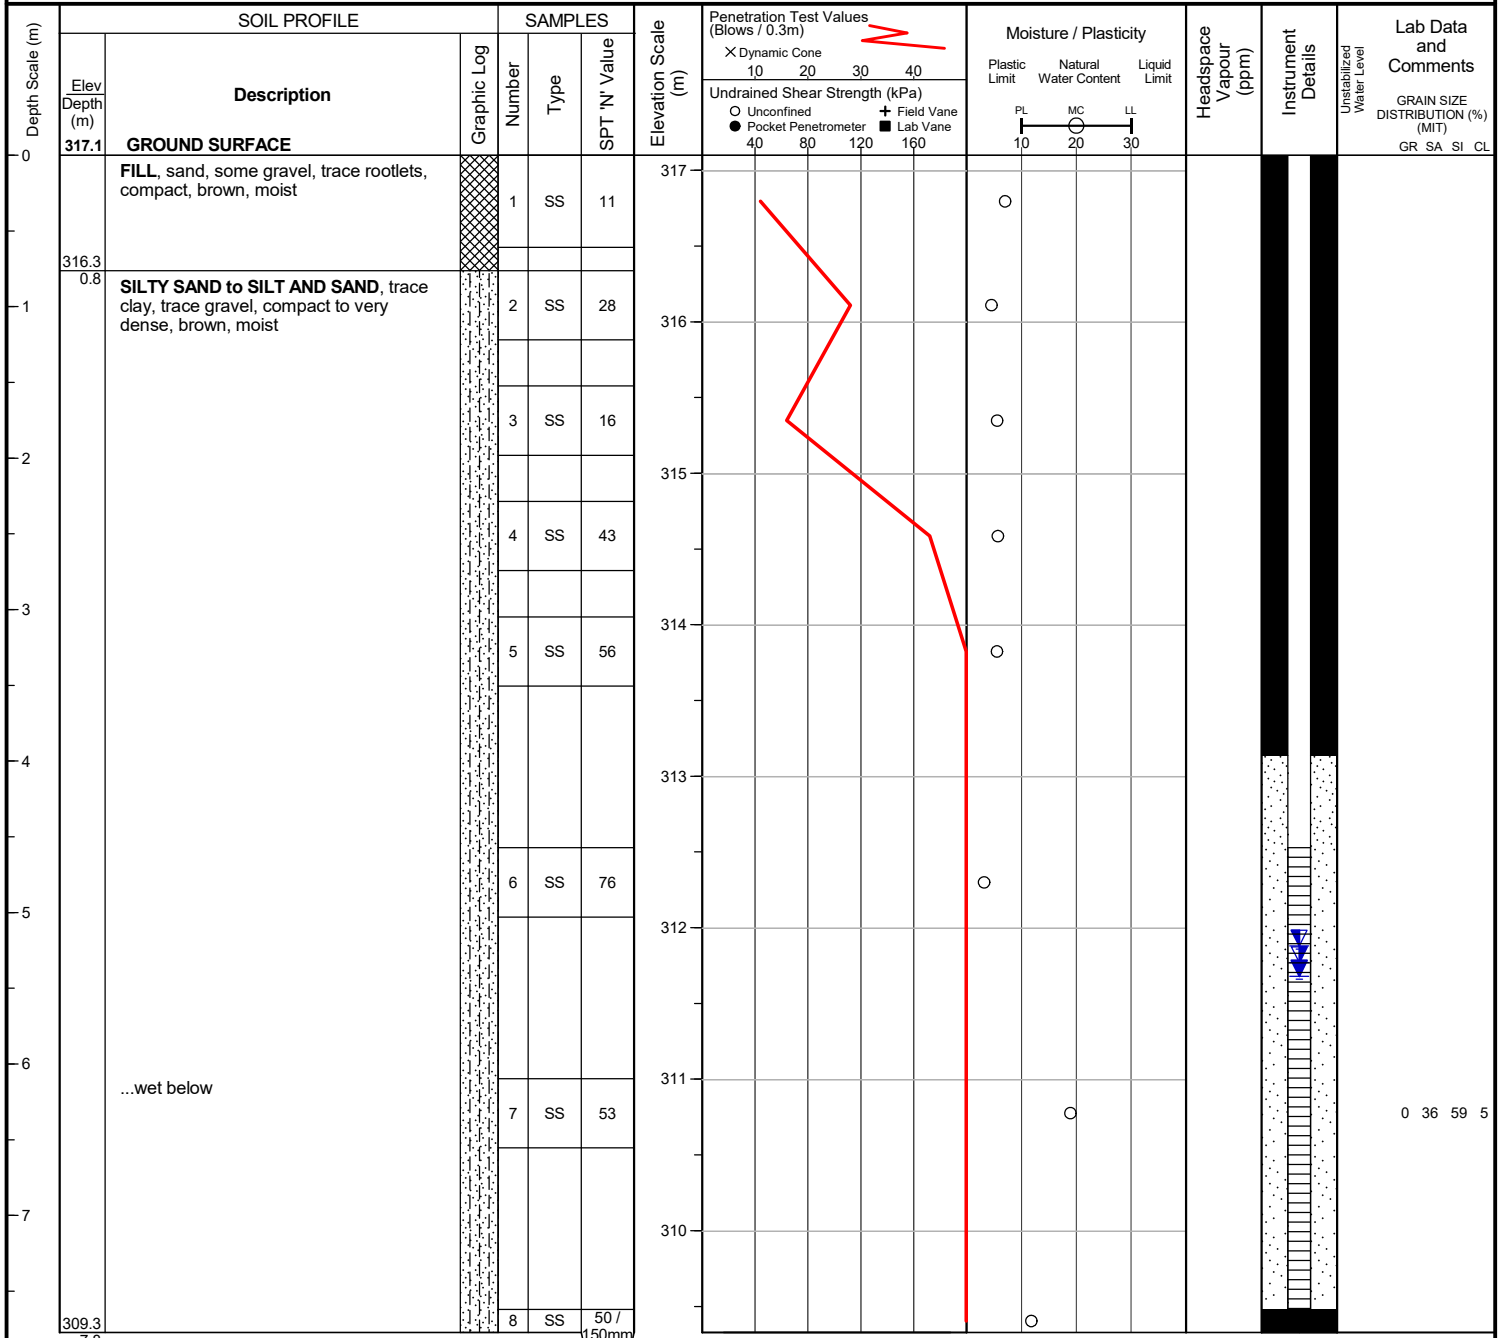 SOIL PROFILE
SAMPLES
Depth Scale (m)
Elev
Depth
(m)
Description
Graphic Log
Number
Type
SPT 'N' Value
Elevation Scale
(m)
Penetration Test Values
(Blows / 0.3m)
Dynamic Cone
10 20 30 40
Undrained Shear Strength (kPa)
Unconfined
Field Vane
Pocket Penetrometer
Lab Vane
40 80 120 160
Moisture / Plasticity
Plastic
Limit
Natural
Water Content
Liquid
Limit
PL MC LL
10 20 30
Headspace
Vapour
(ppm)
Instrument
Details
Unstabilized
Water Level
Lab Data
and
Comments
GRAIN SIZE
DISTRIBUTION (%)
(MIT)
GR SA SI CL
317.1 GROUND SURFACE
0
FILL, sand, some gravel, trace rootlets,
compact, brown, moist
317
1 SS 11
316.3
0.8
SILTY SAND to SILT AND SAND, trace
clay, trace gravel, compact to very
dense, brown, moist
1
2 SS 28
316
3 SS 16
2
315
4 SS 43
3
314
5 SS 56
4
313
6 SS 76
5
312
6
311
...wet below
7 SS 53
0 36 59 5
7
310
309.3
8 SS 50 /
150mm